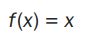 f(x) = x